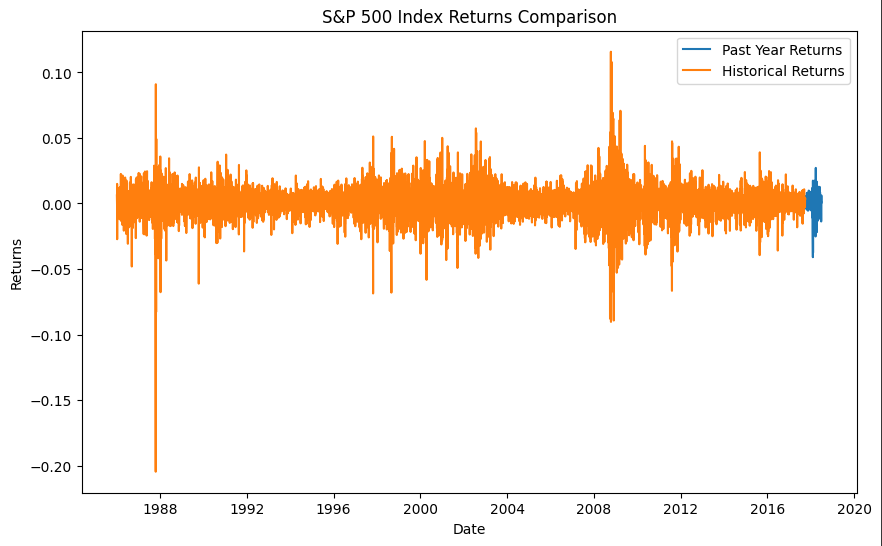 S&P 500 Index Returns Comparison
Past Year Returns
Historical Returns
0.10
0.05
0.00
−0.05
−0.10
−0.15
−0.20
Returns
1988 1992 1996 2000 2004 2008 2012 2016 2020
Date